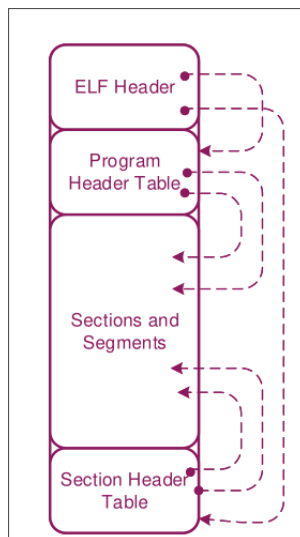 ELF Header
Program
Header Table
Sections and
Segments
Section Header
Table